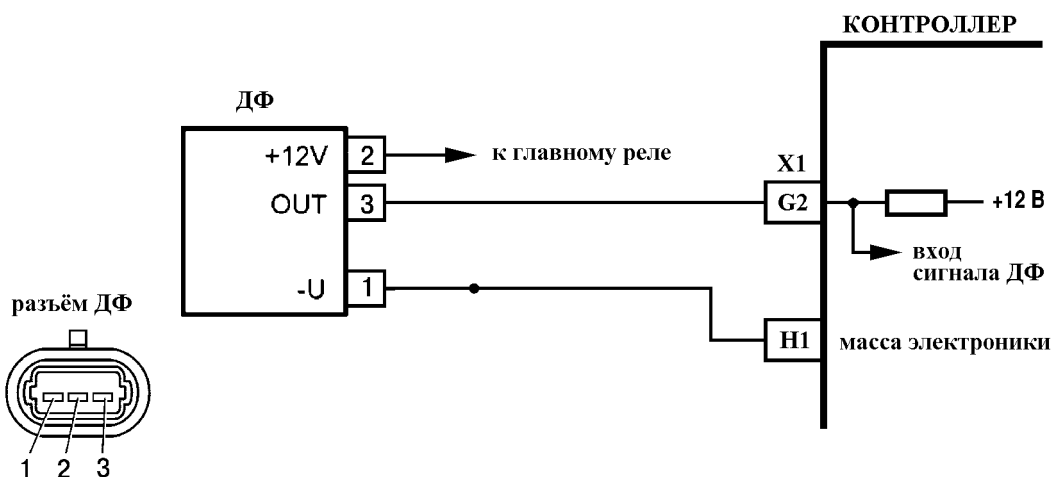 КОНТРОЛЛЕР
ДФ
+12V 2 к главному реле
X1
OUT 3 G2 +12 В
вход
сигнала ДФ
-U 1
разъём ДФ
H1 масса электроники
1 2 3